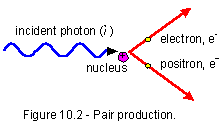 incident photon (i)
electron, e-
nucleus
+
positron, e-
Figure 10.2 - Pair production.